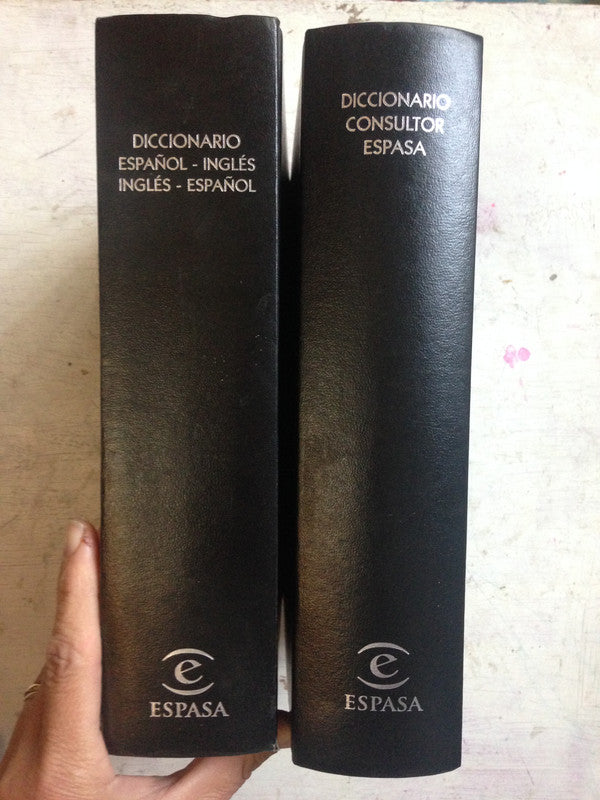 DICCIONARIO
ESPAÑOL - INGLÉS
INGLÉS - ESPAÑOL
e
ESPASA
DICCIONARIO
CONSULTOR
ESPASA
e
ESPASA